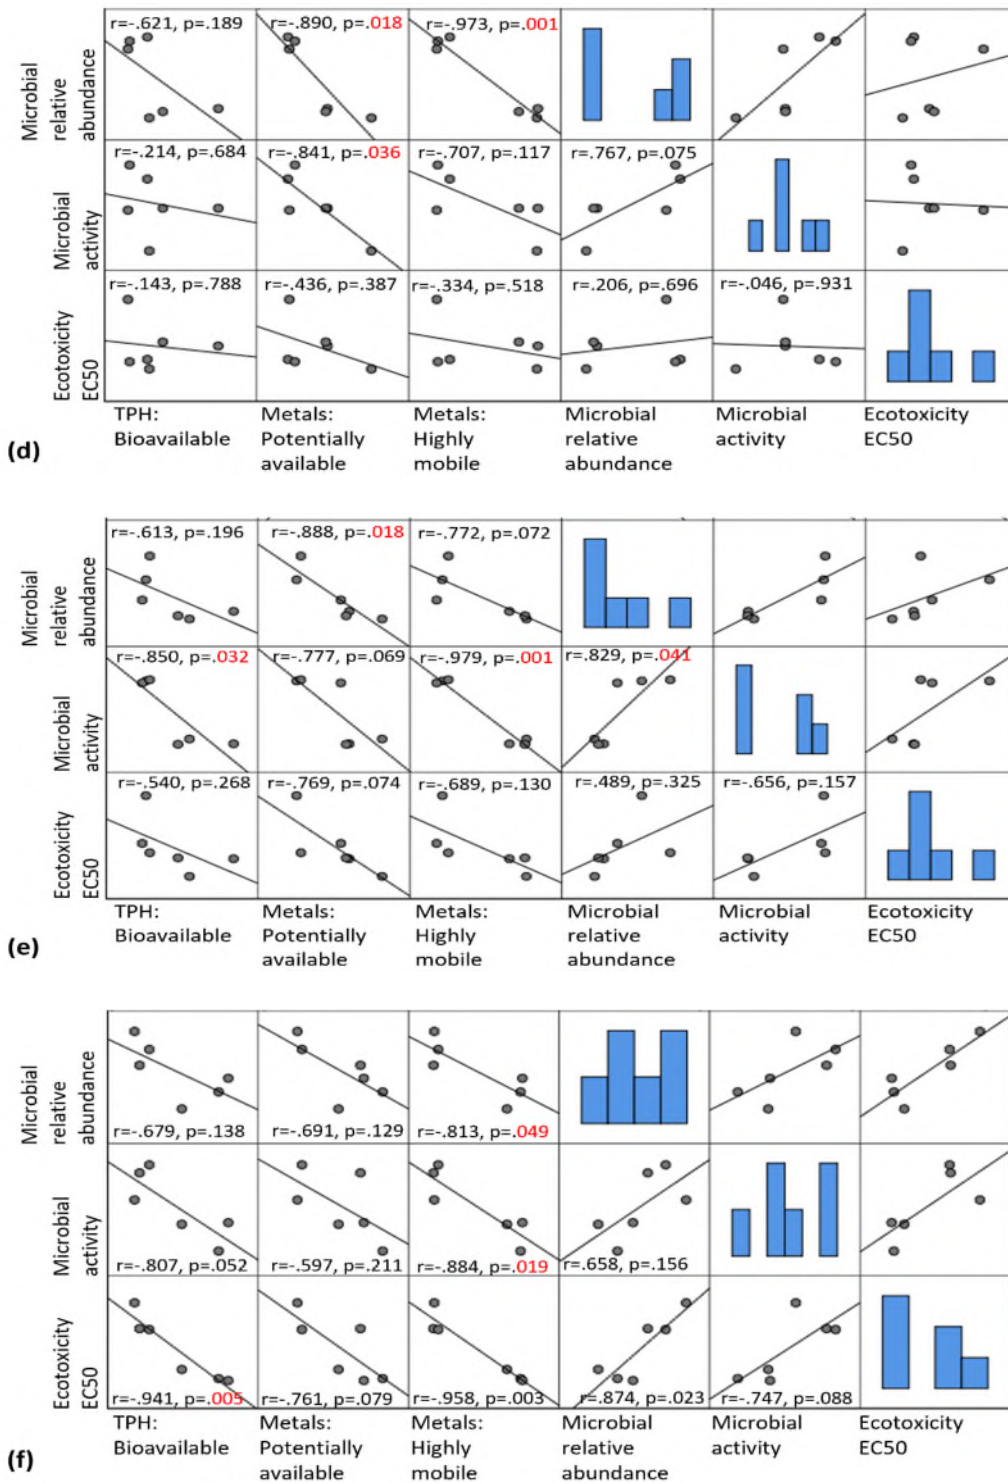 Microbial relative abundance
r=-.621, p=.189
r=-.890, p=.018
r=-.973, p=.001
Microbial activity
r=-.214, p=.684
r=-.841, p=.036
r=-.707, p=.117
r=.767, p=.075
Ecotoxicity EC50
r=-.143, p=.788
r=-.436, p=.387
r=-.334, p=.518
r=.206, p=.696
r=-.046, p=.931
TPH:
Bioavailable
Metals:
Potentially
available
Metals:
Highly
mobile
Microbial
relative
abundance
Microbial
activity
Ecotoxicity
EC50
(d)
Microbial relative abundance
r=-.613, p=.196
r=-.888, p=.018
r=-.772, p=.072
Microbial activity
r=-.850, p=.032
r=-.777, p=.069
r=-.979, p=.001
r=.829, p=.041
Ecotoxicity EC50
r=-.540, p=.268
r=-.769, p=.074
r=-.689, p=.130
r=.489, p=.325
r=-.656, p=.157
TPH:
Bioavailable
Metals:
Potentially
available
Metals:
Highly
mobile
Microbial
relative
abundance
Microbial
activity
Ecotoxicity
EC50
(e)
Microbial relative abundance
r=-.679, p=.138
r=-.691, p=.129
r=-.813, p=.049
Microbial activity
r=-.807, p=.052
r=-.597, p=.211
r=-.884, p=.019
r=.658, p=.156
Ecotoxicity EC50
r=-.941, p=.005
r=-.761, p=.079
r=-.958, p=.003
r=.874, p=.023
r=-.747, p=.088
TPH:
Bioavailable
Metals:
Potentially
available
Metals:
Highly
mobile
Microbial
relative
abundance
Microbial
activity
Ecotoxicity
EC50
(f)